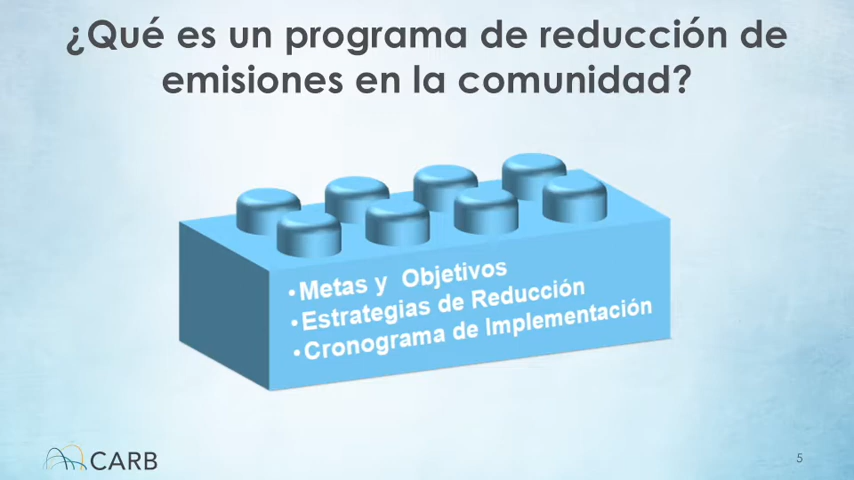 ¿Qué es un programa de reducción de
emisiones en la comunidad?
•Metas y Objetivos
•Estrategias de Reducción
•Cronograma de Implementación
CARB
5